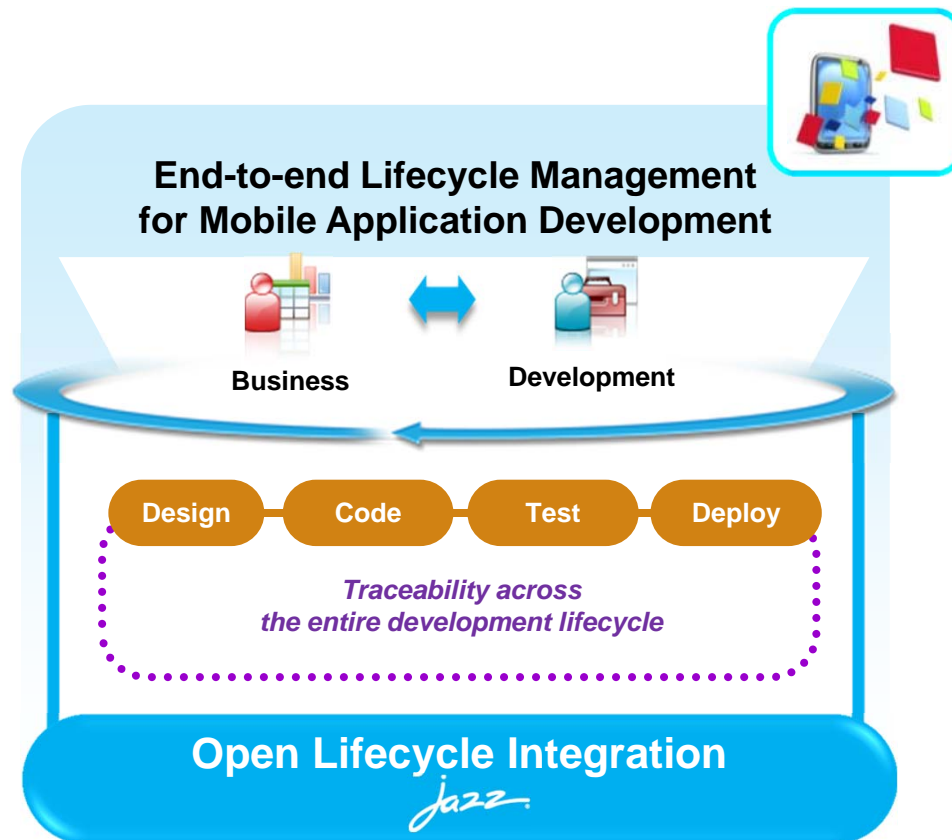 End-to-end Lifecycle Management
for Mobile Application Development
Business
Development
Design
Code
Test
Deploy
Traceability across
the entire development lifecycle
Open Lifecycle Integration
jazz